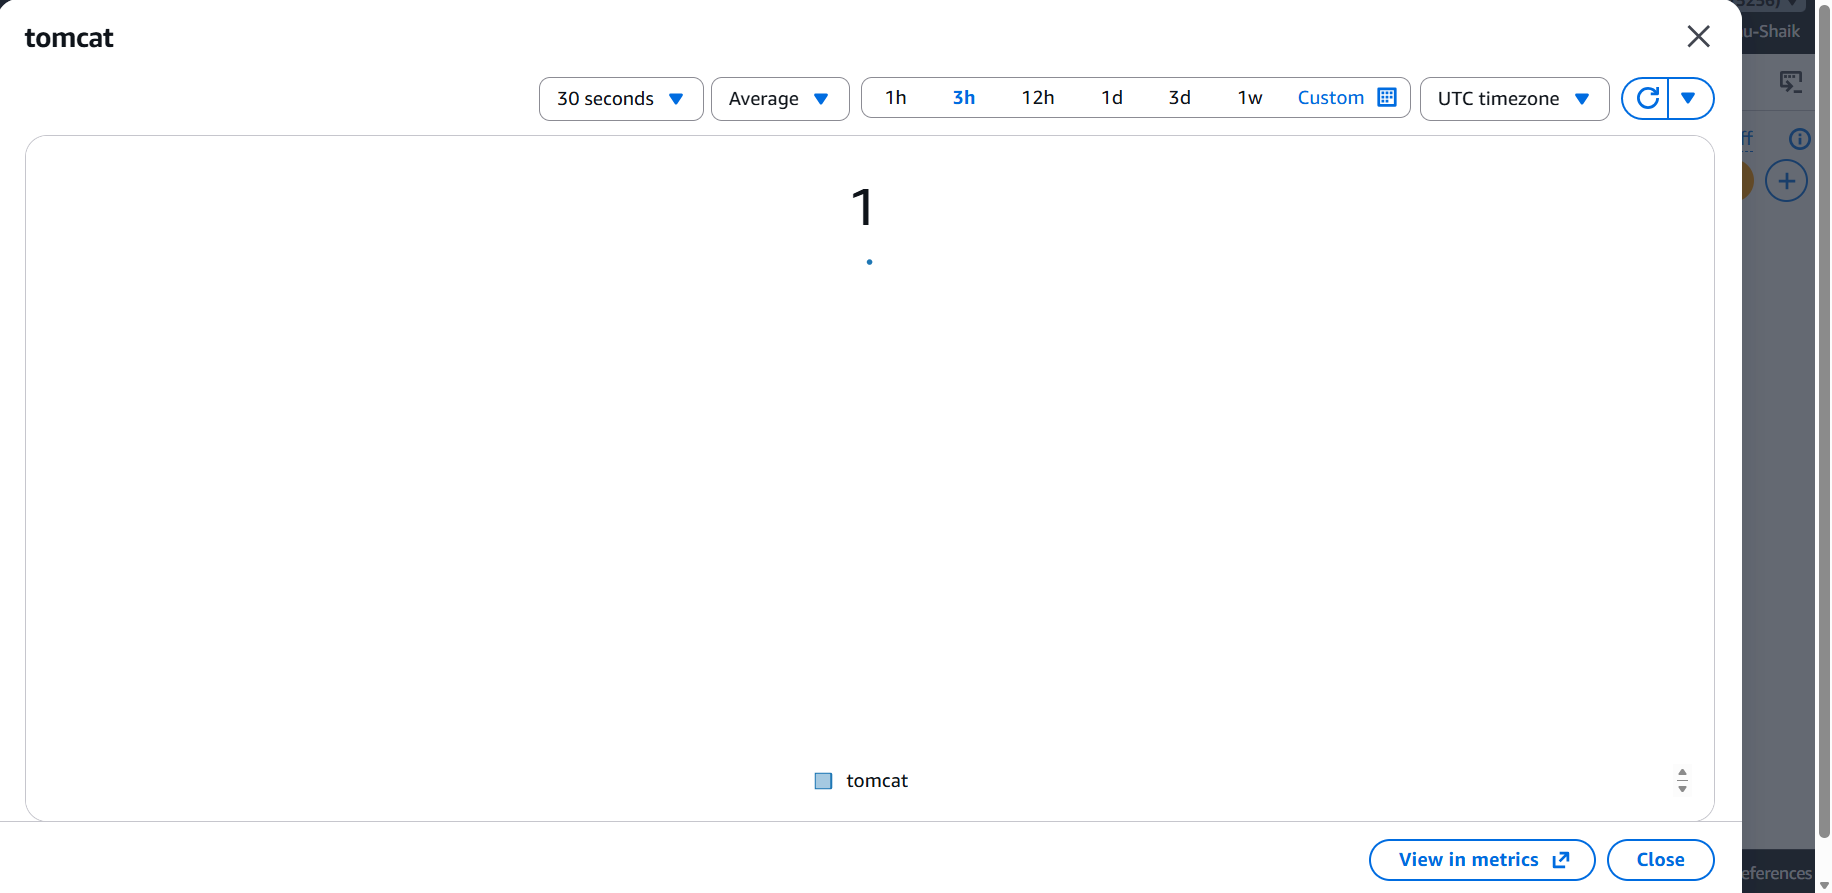 tomcat
30 seconds
Average
1h 3h 12h 1d 3d 1w Custom
UTC timezone
u-Shaik
ff
1
tomcat
View in metrics
Close
eferences